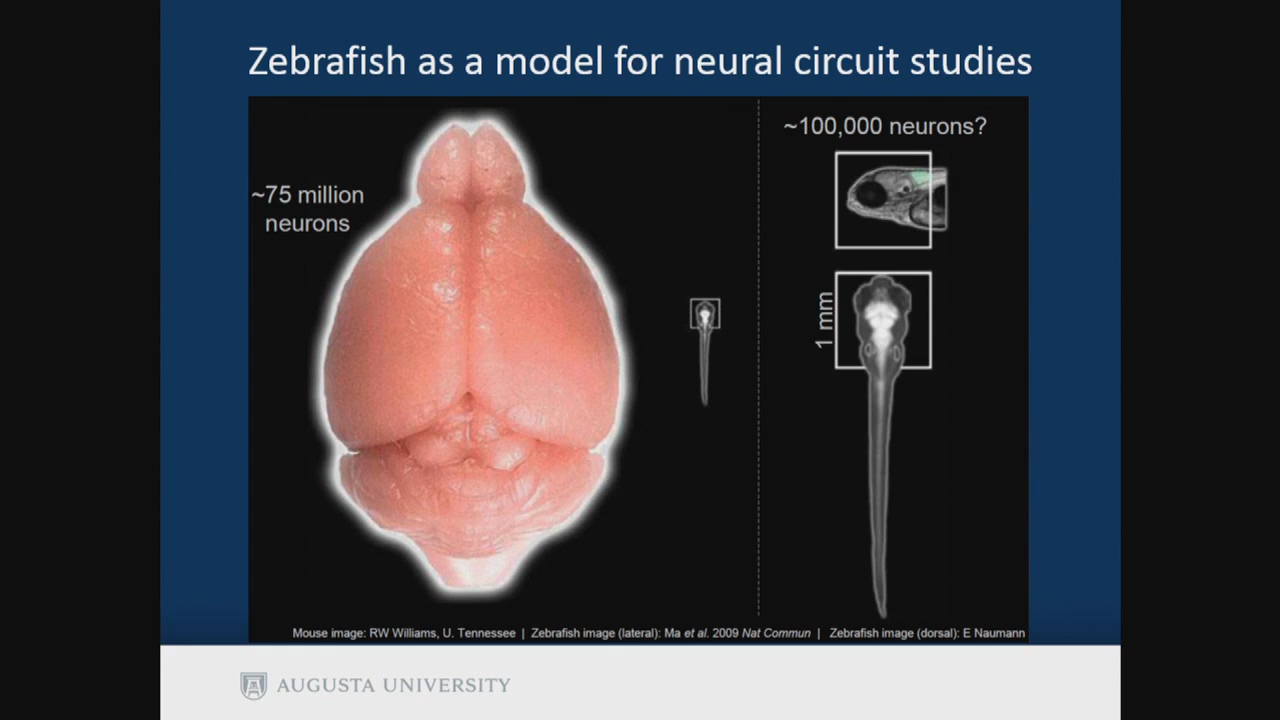 Zebrafish as a model for neural circuit studies
~75 million
neurons
~100,000 neurons?
1 mm
Mouse image: RW Williams, U. Tennessee | Zebrafish image (lateral): Ma et al. 2009 Nat Commun | Zebrafish image (dorsal): E Naumann
AUGUSTA UNIVERSITY